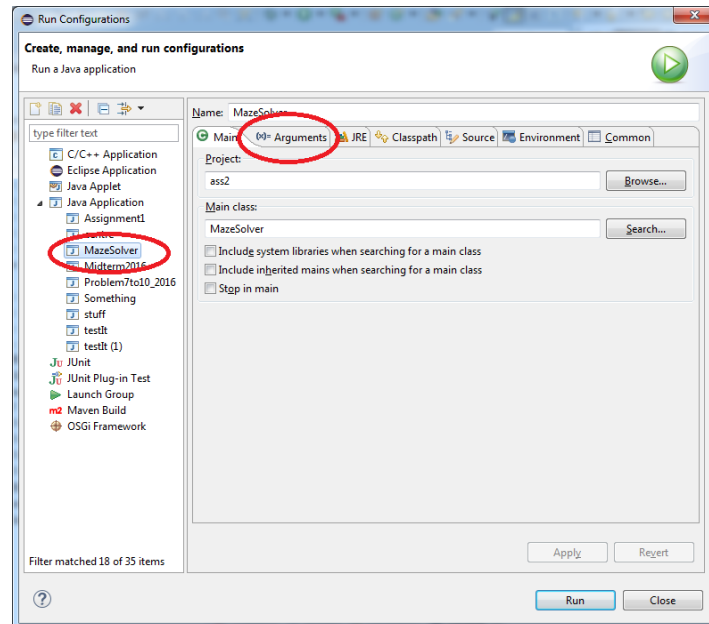 Run Configurations
x
Create, manage, and run configurations
Run a Java application
type filter text
C/C++ Application
Eclipse Application
Java Applet
Java Application
Assignment1
MazeSolver
Midterm2016
Problem7to10_2016
Something
stuff
testIt
testIt (1)
JU JUnit
JU JUnit Plug-in Test
Launch Group
m2 Maven Build
OSGi Framework
Filter matched 18 of 35 items
Name: MazeSolver
Main (x)= Arguments JRE Classpath Source Environment Common
Project:
ass2 Browse...
Main class:
MazeSolver Search...
Include system libraries when searching for a main class
Include inherited mains when searching for a main class
Stop in main
Apply Revert
? Run Close